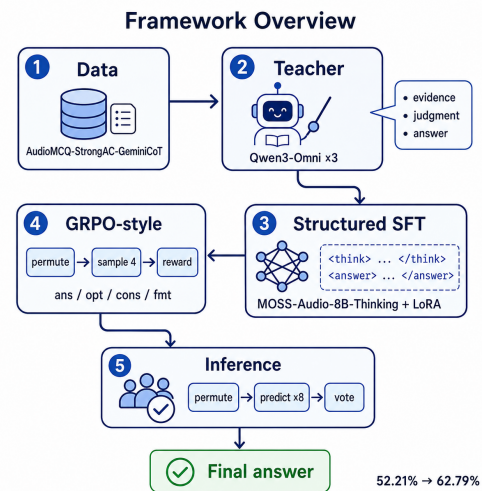 Framework Overview
1
Data
AudioMCQ-StrongAC-GeminiCoT
2
Teacher
Qwen3-Omni ×3
• evidence
• judgment
• answer
3
Structured SFT
<think> ... </think>
<answer> ... </answer>
MOSS-Audio-8B-Thinking + LoRA
4
GRPO-style
permute
sample 4
reward
ans / opt / cons / fmt
5
Inference
permute
predict ×8
vote
Final answer
52.21% → 62.79%